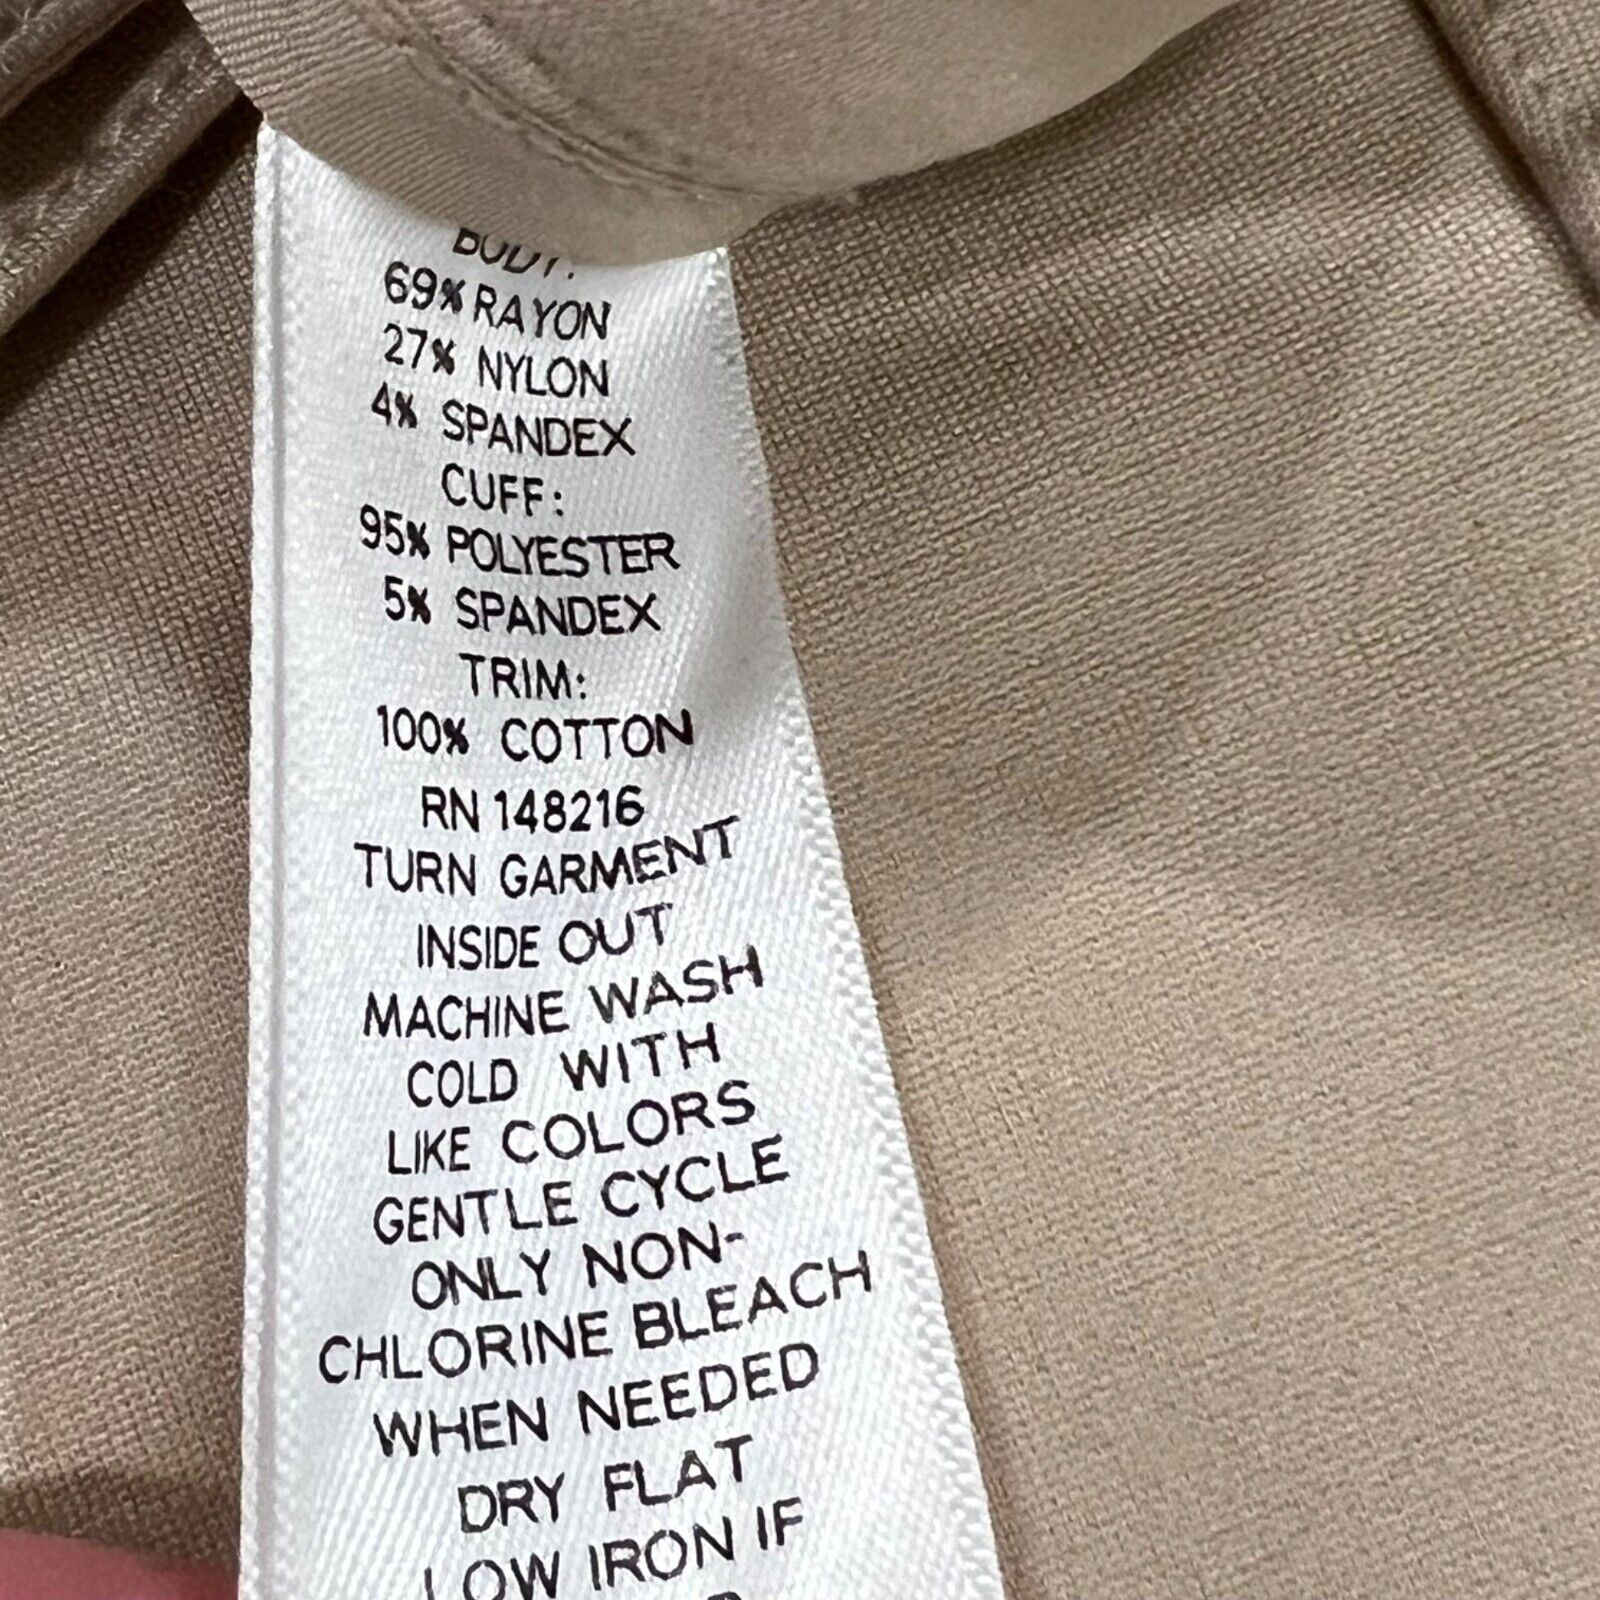 BODY:
69% RAYON
27% NYLON
4% SPANDEX
CUFF:
95% POLYESTER
5% SPANDEX
TRIM:
100% COTTON
RN 148216
TURN GARMENT
INSIDE OUT
MACHINE WASH
COLD WITH
LIKE COLORS
GENTLE CYCLE
ONLY NON-
CHLORINE BLEACH
WHEN NEEDED
DRY FLAT
LOW IRON IF